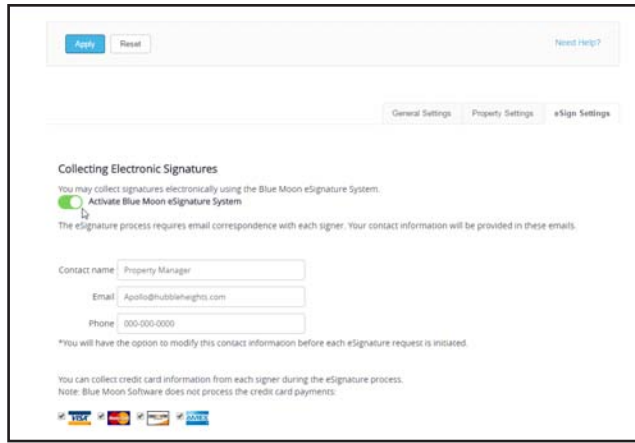 Apply Reset Need Help?
General Settings Property Settings eSign Settings
Collecting Electronic Signatures
You may collect signatures electronically using the Blue Moon eSignature System.
Activate Blue Moon eSignature System
The eSignature process requires email correspondence with each signer. Your contact information will be provided in these emails.
Contact name Property Manager
Email Apollo@hubbleheights.com
Phone 000-000-0000
*You will have the option to modify this contact information before each eSignature request is initiated.
You can collect credit card information from each signer during the eSignature process.
Note: Blue Moon Software does not process the credit card payments:
VISA MasterCard DISCOVER AMEX